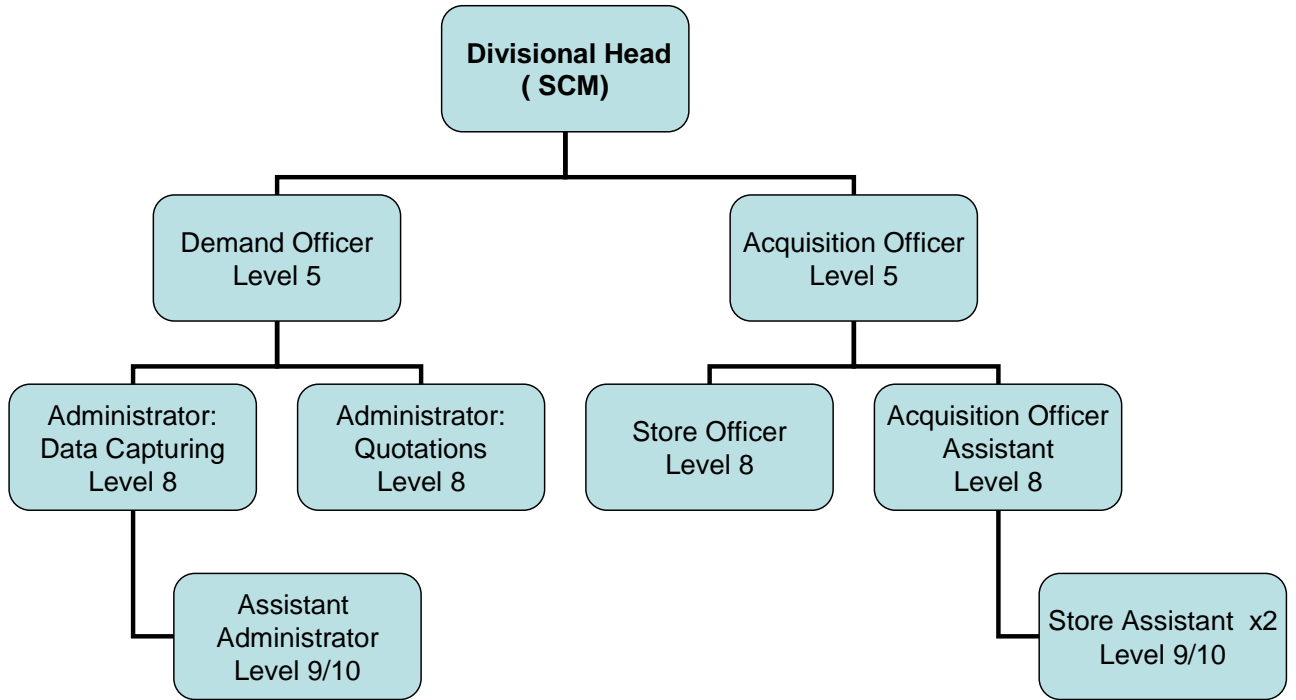 Divisional Head
( SCM)
Demand Officer
Level 5
Acquisition Officer
Level 5
Administrator:
Data Capturing
Level 8
Administrator:
Quotations
Level 8
Store Officer
Level 8
Acquisition Officer
Assistant
Level 8
Assistant
Administrator
Level 9/10
Store Assistant  x2
Level 9/10